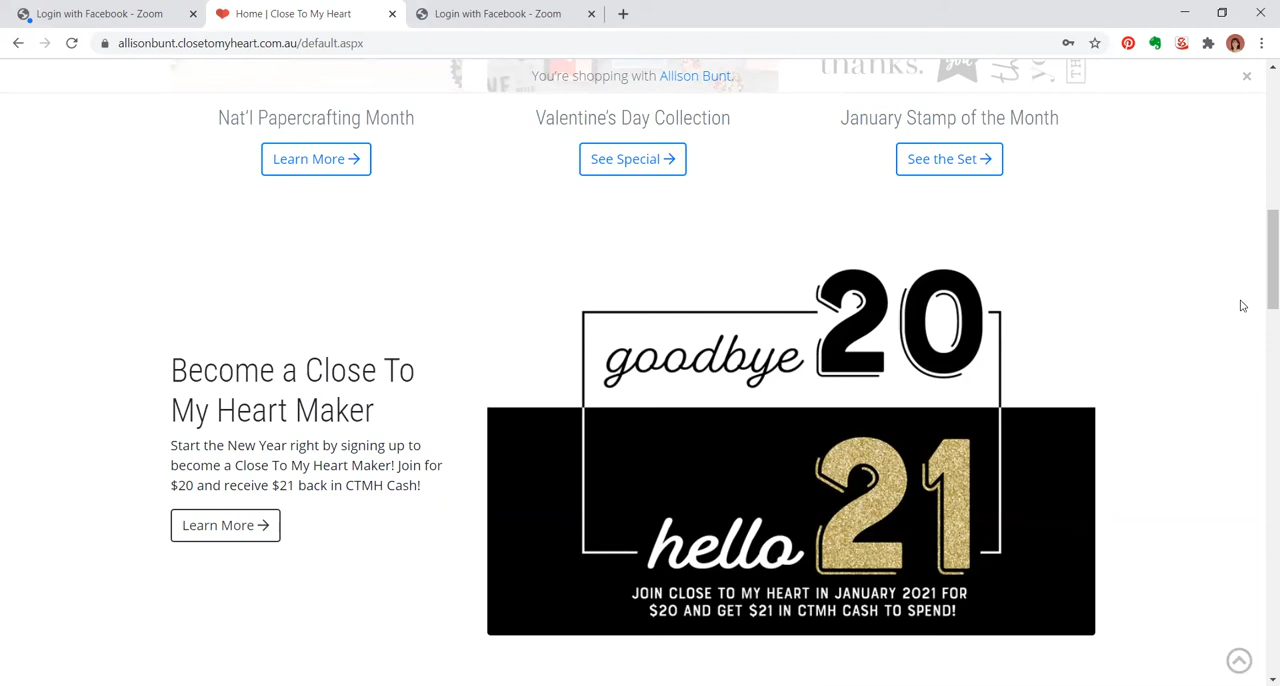 Login with Facebook - Zoom
Home | Close To My Heart
Login with Facebook - Zoom
allisonbunt.closetomyheart.com.au/default.aspx
thanks.
You're shopping with Allison Bunt.
Nat'l Papercrafting Month
Valentine's Day Collection
January Stamp of the Month
Learn More
See Special
See the Set
Become a Close To
My Heart Maker
Start the New Year right by signing up to
become a Close To My Heart Maker! Join for
$20 and receive $21 back in CTMH Cash!
Learn More
goodbye 20
hello 21
JOIN CLOSE TO MY HEART IN JANUARY 2021 FOR
$20 AND GET $21 IN CTMH CASH TO SPEND!